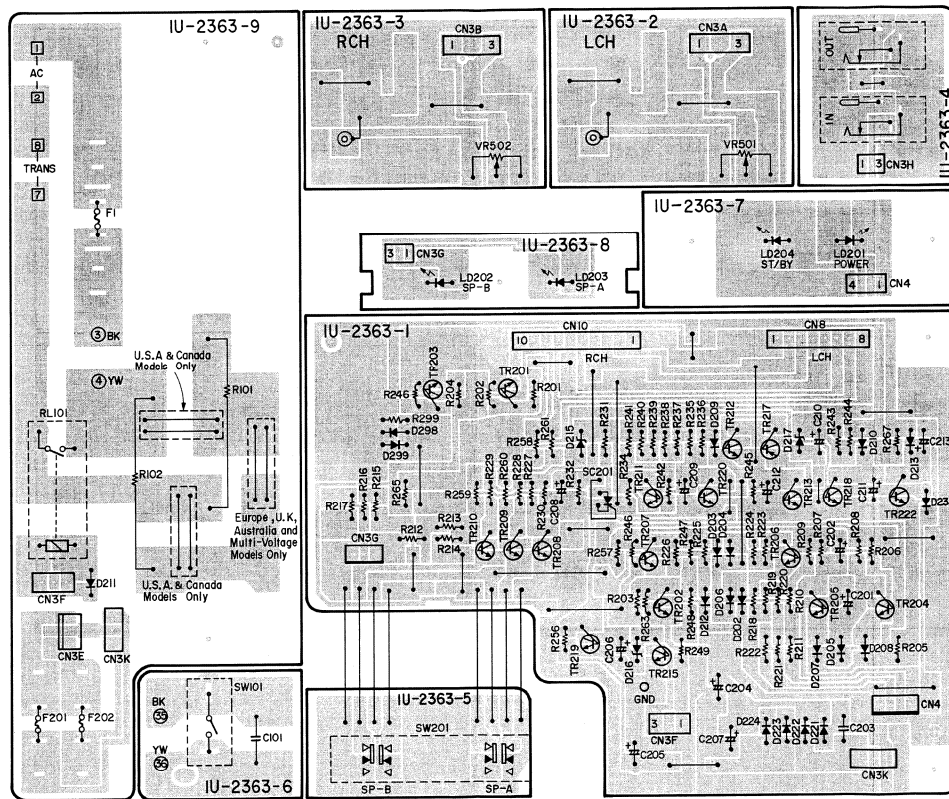 IU-2363-9
1
AC
2
8
TRANS
7
F1
3 BK
4 YW
U.S.A & Canada
Models Only
R101
RL101
R102
Europe, U.K,
Australia and
Multi-Voltage
Models Only
U.S.A. & Canada
Models Only
CN3F
D211
CN3E
CN3K
F201
F202
IU-2363-6
BK
35
YW
36
SW101
C101
IU-2363-3
RCH
CN3B
1 3
VR502
IU-2363-2
LCH
CN3A
1 3
VR501
IU-2363-4
OUT
IN
1 3
CN3H
IU-2363-8
3 1
CN3G
LD202
SP-B
LD203
SP-A
IU-2363-7
LD204
ST/BY
LD201
POWER
4 1
CN4
IU-2363-1
CN10
10 1
RCH
CN8
1 8
LCH
TR203
TR201
R246
R204
R202
R201
R299
D298
D299
R258
R261
D215
R231
R241
R240
R239
R238
R237
R235
R236
D209
TR212
TR217
D217
C210
R243
R244
D210
R267
C213
D213
R217
R216
R215
R265
R259
R229
R260
R228
R227
C208
R232
SC201
R234
TR211
R242
C209
TR220
R245
C212
TR213
TR218
C211
TR222
D23
CN3G
R212
R213
R214
TR210
TR209
R230
TR208
R257
R246
TR207
R226
R247
R225
D203
D204
R224
R223
TR206
R209
R207
C202
R208
R206
R219
R220
R203
R263
TR202
R248
D212
D206
D202
R218
R210
TR205
C201
TR204
R256
TR219
C206
D216
TR215
R249
R222
R221
R211
D207
D205
D208
R205
GND
C204
CN4
3 1
CN3F
C205
C207
D224
D223
D222
D221
C203
CN3K
IU-2363-5
SW201
SP-B
SP-A